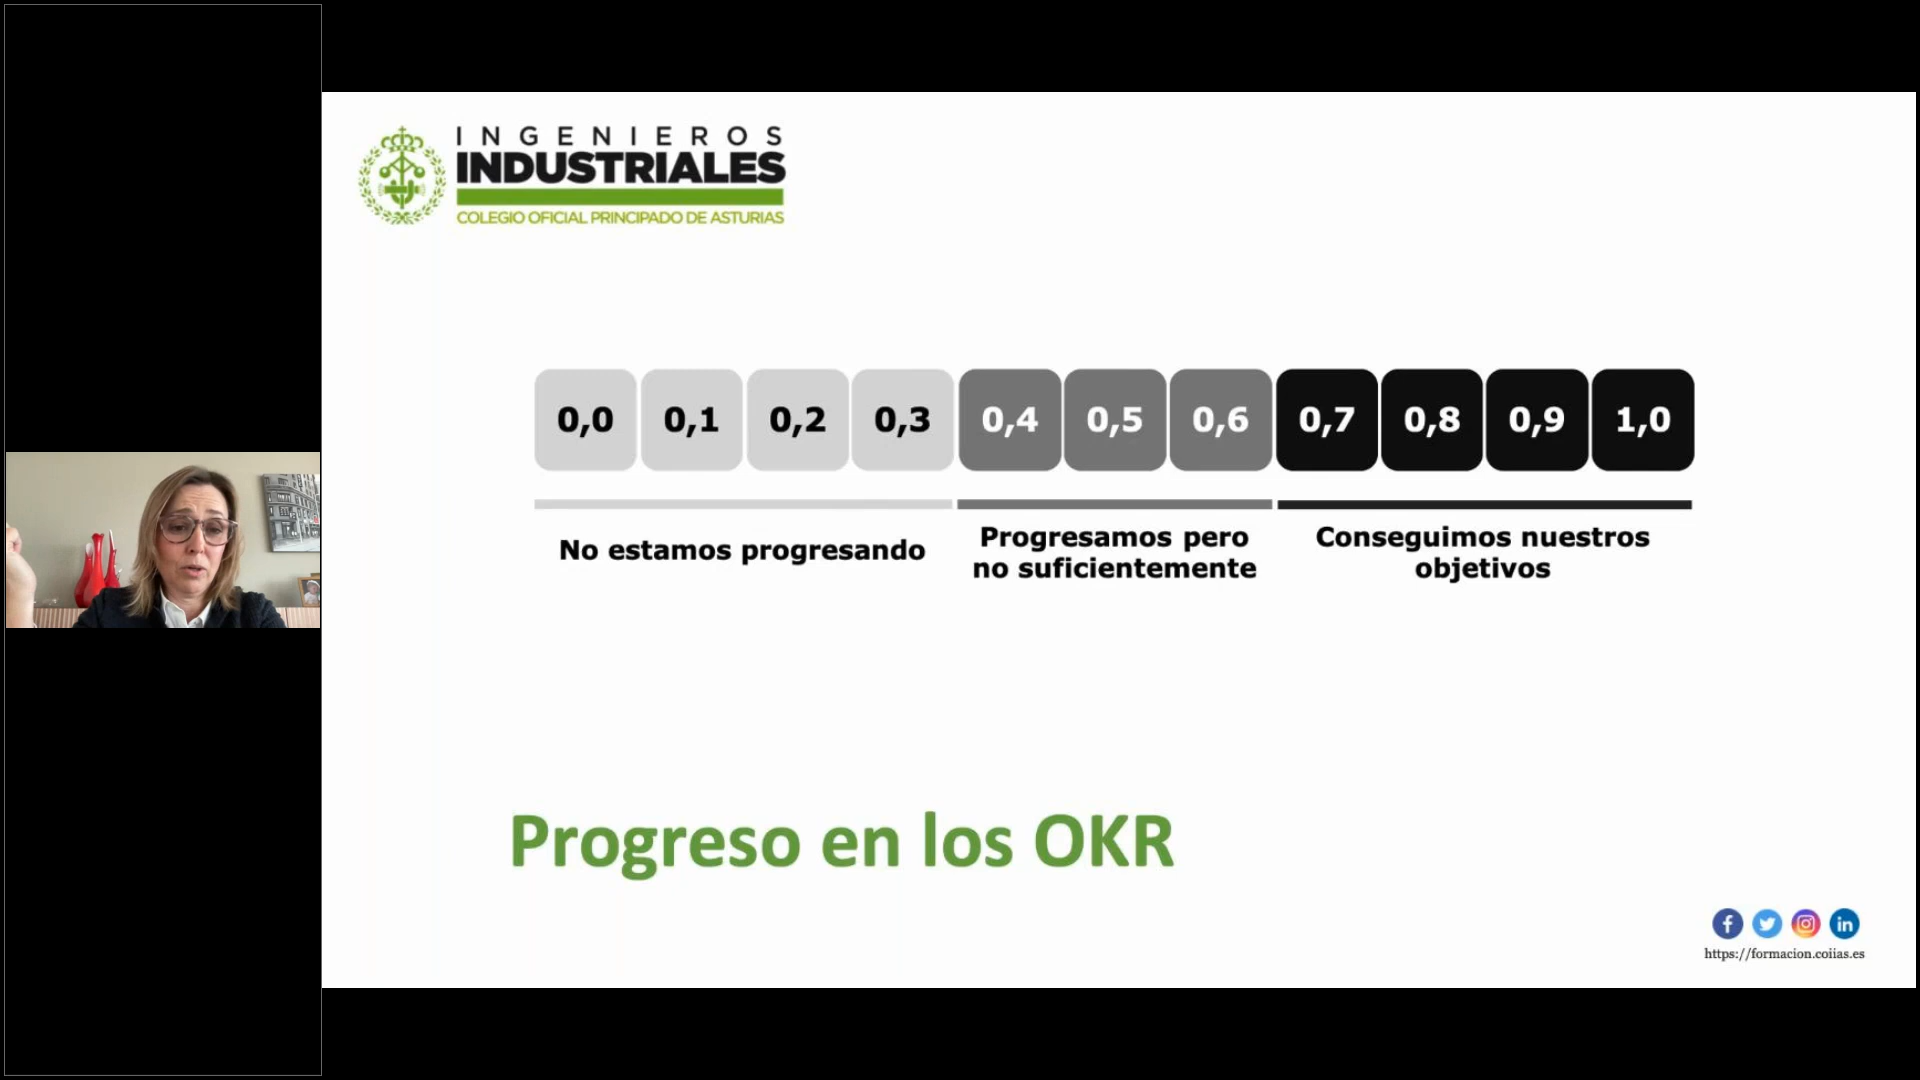 INGENIEROS
INDUSTRIALES
COLEGIO OFICIAL PRINCIPADO DE ASTURIAS
0,0 0,1 0,2 0,3 0,4 0,5 0,6 0,7 0,8 0,9 1,0
No estamos progresando
Progresamos pero
no suficientemente
Conseguimos nuestros
objetivos
Progreso en los OKR
https://formacion.coiias.es